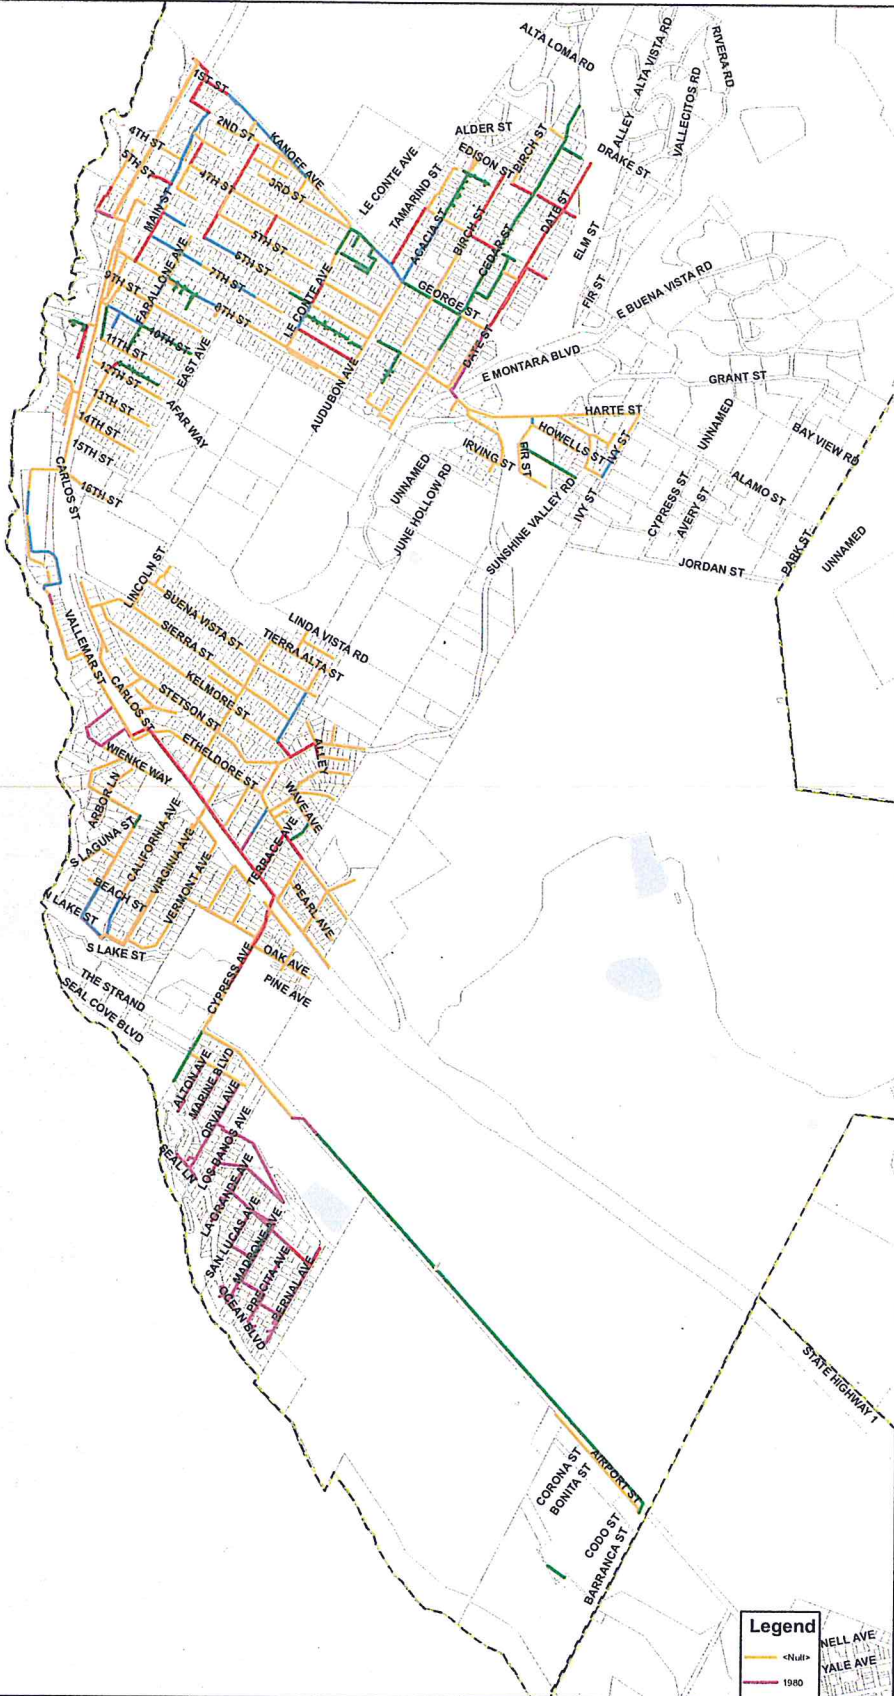 ALTA LOMA RD
ALTA VISTA RD
RIVERA RD
VALLECITOS RD
ALLEY
1ST ST
2ND ST
KANOFF AVE
3RD ST
4TH ST
5TH ST
4TH ST
MAIN ST
LE CONTE AVE
ALDER ST
EDISON ST
BIRCH ST
DRAKE ST
TAMARIND ST
ACACIA ST
BIRCH ST
CEDAR ST
DATE ST
ELM ST
FIR ST
E BUENA VISTA RD
5TH ST
6TH ST
7TH ST
8TH ST
9TH ST
FARALLONE AVE
LE CONTE AVE
GEORGE ST
DATE ST
E MONTARA BLVD
GRANT ST
10TH ST
11TH ST
12TH ST
13TH ST
14TH ST
15TH ST
16TH ST
EAST AVE
AFAR WAY
AUDUBON AVE
HARTE ST
HOWELLS ST
IVY ST
IRVING ST
FIR ST
UNNAMED
BAY VIEW RD
UNNAMED
JUNE HOLLOW RD
SUNSHINE VALLEY RD
IVY ST
CYPRESS ST
AVERY ST
ALAMO ST
JORDAN ST
PARK ST
UNNAMED
CARLOS ST
LINCOLN ST
BUENA VISTA ST
SIERRA ST
TIERRA ALTA ST
LINDA VISTA RD
VALLEMAR ST
CARLOS ST
KELMORE ST
STETSON ST
ETHELDORE ST
ALLEY
WIENKE WAY
ARBOR LN
WAVE AVE
S LAGUNA ST
CALIFORNIA AVE
VIRGINIA AVE
VERMONT AVE
TERRACE AVE
PEARL AVE
BEACH ST
N LAKE ST
S LAKE ST
OAK AVE
PINE AVE
CYPRESS AVE
THE STRAND
SEAL COVE BLVD
ALTON AVE
MARINE BLVD
ORVAL AVE
LOS BANOS AVE
SEAL LN
LA GRANDE AVE
SAN LUCAS AVE
MADRONE AVE
PRECITA AVE
BERNAL AVE
OCEAN BLVD
STATE HIGHWAY 1
CORONA ST
BONITA ST
AIRPORT ST
CODO ST
BARRANCA ST
NELL AVE
YALE AVE
Legend
<Null>
1980